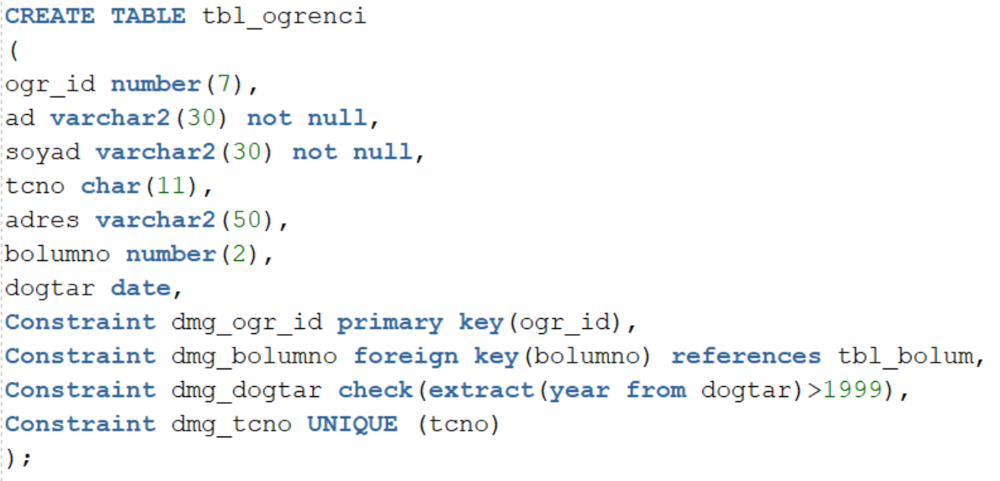 CREATE TABLE tbl_ogrenci
(
ogr_id number(7),
ad varchar2(30) not null,
soyad varchar2(30) not null,
tcno char(11),
adres varchar2(50),
bolumno number(2),
dogtar date,
Constraint dmg_ogr_id primary key(ogr_id),
Constraint dmg_bolumno foreign key(bolumno) references tbl_bolum,
Constraint dmg_dogtar check(extract(year from dogtar)>1999),
Constraint dmg_tcno UNIQUE (tcno)
);